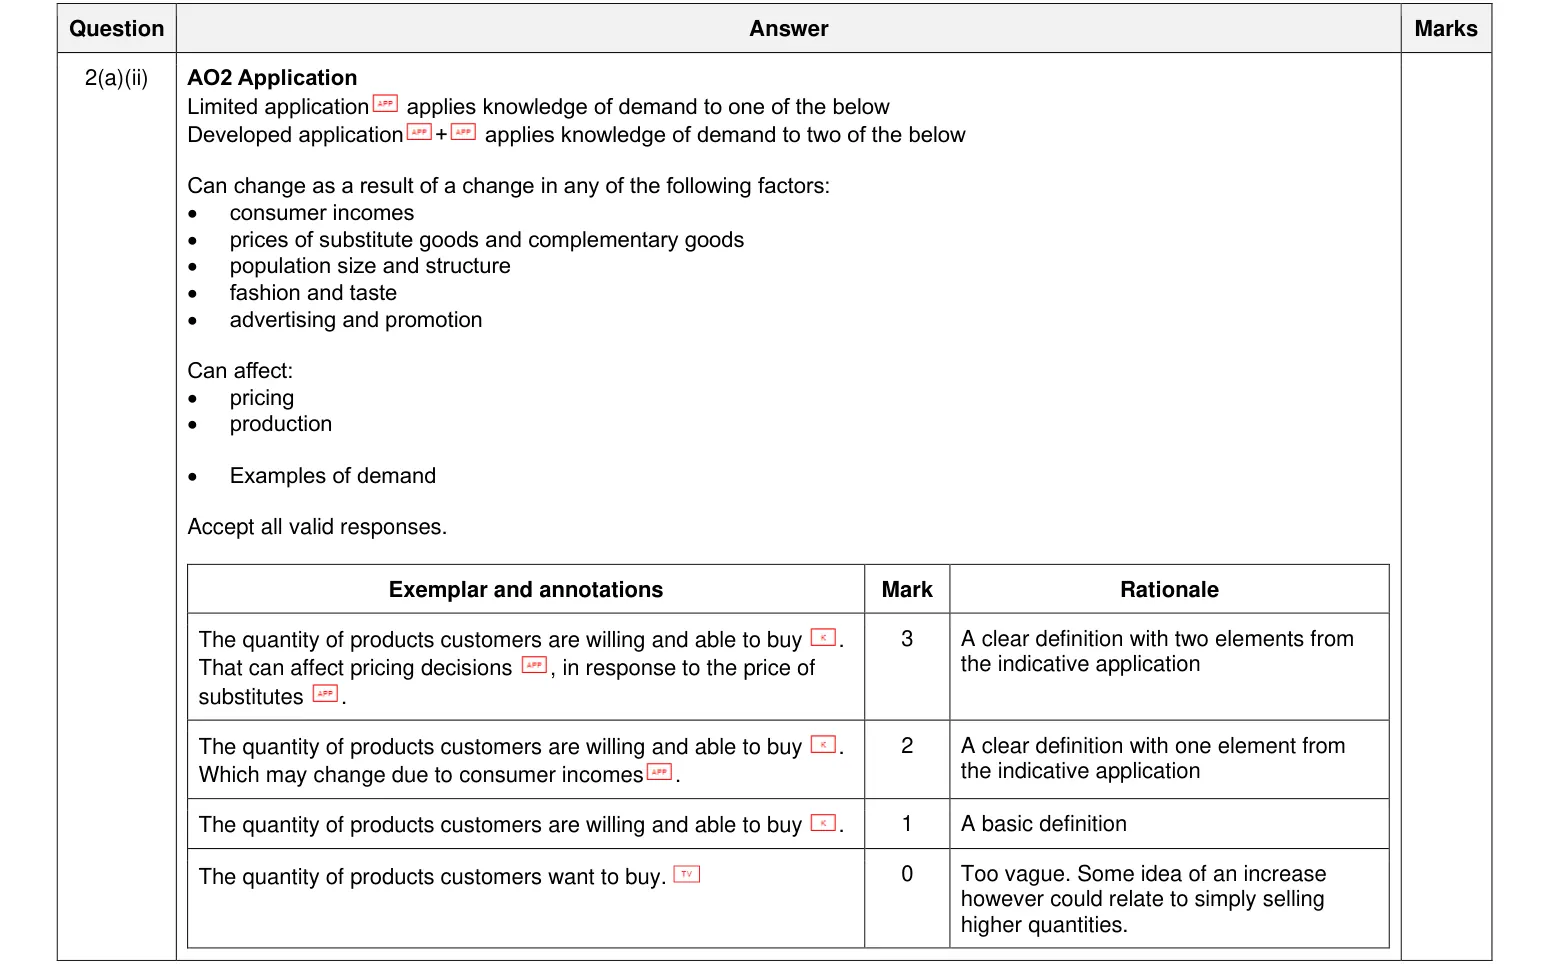 Question Answer Marks
2(a)(ii)
AO2 Application
Limited application APP applies knowledge of demand to one of the below
Developed application APP + APP applies knowledge of demand to two of the below
Can change as a result of a change in any of the following factors:
• consumer incomes
• prices of substitute goods and complementary goods
• population size and structure
• fashion and taste
• advertising and promotion
Can affect:
• pricing
• production
• Examples of demand
Accept all valid responses.
Exemplar and annotations Mark Rationale
The quantity of products customers are willing and able to buy K.
That can affect pricing decisions APP, in response to the price of
substitutes APP.
3
A clear definition with two elements from
the indicative application
The quantity of products customers are willing and able to buy K.
Which may change due to consumer incomes APP.
2
A clear definition with one element from
the indicative application
The quantity of products customers are willing and able to buy K.
1
A basic definition
The quantity of products customers want to buy. TV
0
Too vague. Some idea of an increase
however could relate to simply selling
higher quantities.